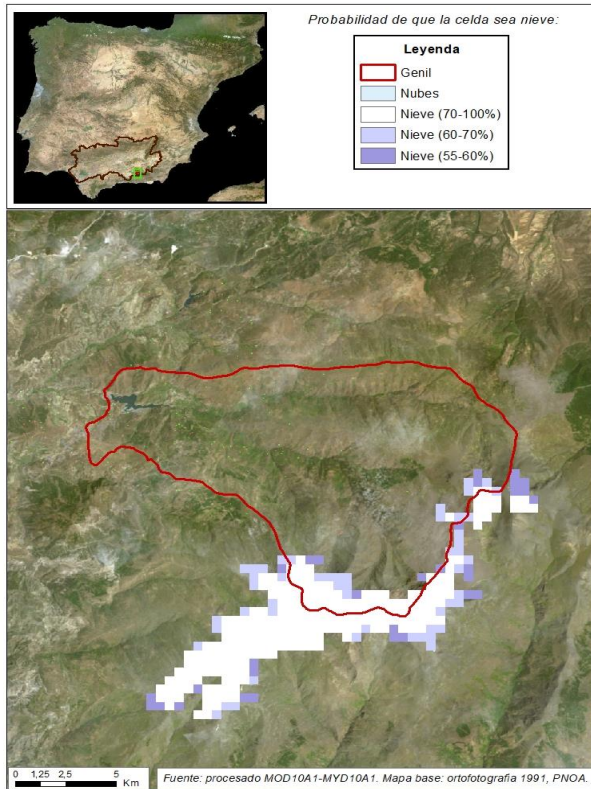 Probabilidad de que la celda sea nieve:
Leyenda
Genil
Nubes
Nieve (70-100%)
Nieve (60-70%)
Nieve (55-60%)
0 1,25 2,5 5
Km
Fuente: procesado MOD10A1-MYD10A1. Mapa base: ortofotografia 1991, PNOA.